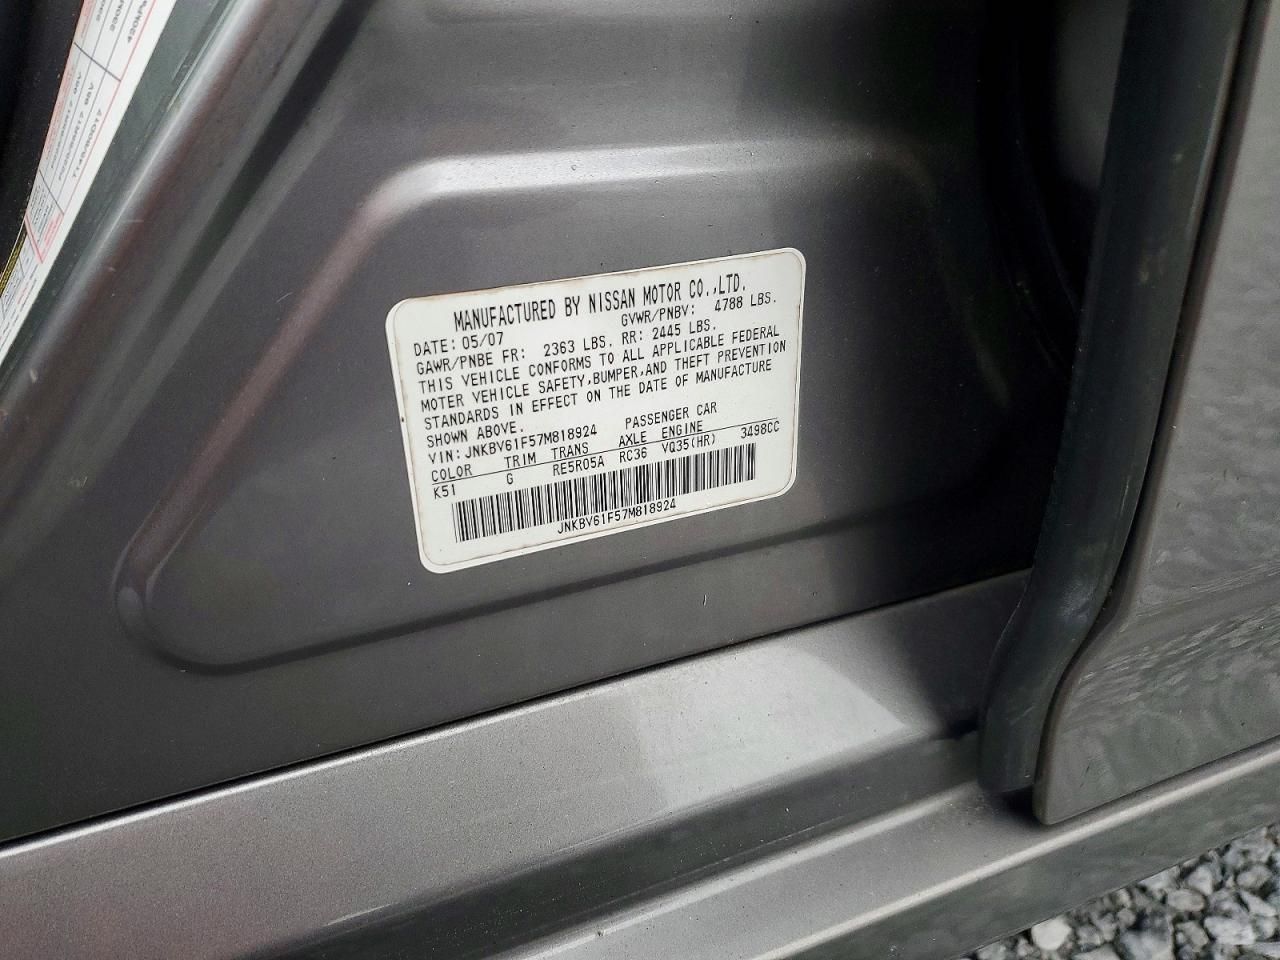 420kPa
T145/80D17
MANUFACTURED BY NISSAN MOTOR CO.,LTD.
DATE: 05/07 GVWR/PNBV: 4788 LBS.
GAWR/PNBE FR: 2363 LBS. RR: 2445 LBS.
THIS VEHICLE CONFORMS TO ALL APPLICABLE FEDERAL
MOTER VEHICLE SAFETY,BUMPER,AND THEFT PREVENTION
STANDARDS IN EFFECT ON THE DATE OF MANUFACTURE
SHOWN ABOVE.
VIN: JNKBV61F57M818924 PASSENGER CAR
COLOR TRIM TRANS AXLE ENGINE
K51 G RE5R05A RC36 VQ35(HR) 3498CC
JNKBV61F57M818924